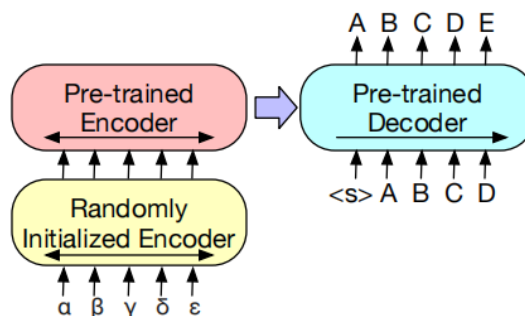 A B C D E
Pre-trained
Encoder
Pre-trained
Decoder
<s> A B C D
Randomly
Initialized Encoder
α β γ δ ε